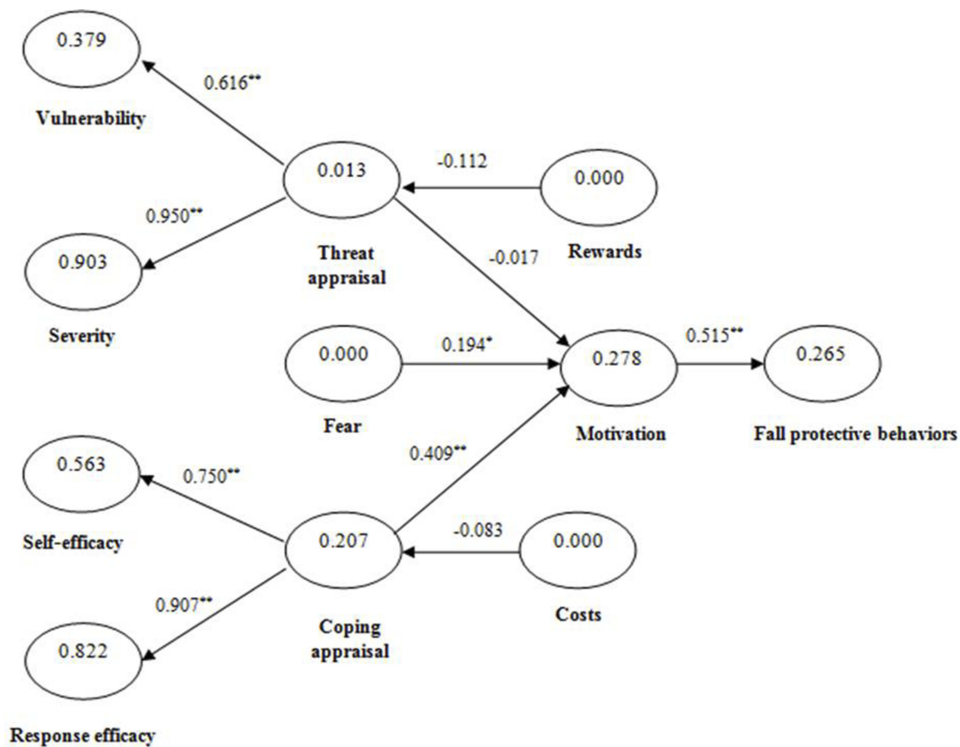 0.379
0.616**
Vulnerability
0.013
-0.112
0.000
0.950**
0.903
Threat
appraisal
-0.017
Rewards
Severity
0.000
0.194*
0.278
0.515**
0.265
Fear
Motivation
Fall protective behaviors
0.409**
0.563
0.750**
Self-efficacy
0.207
-0.083
0.000
0.907**
Coping
appraisal
Costs
0.822
Response efficacy